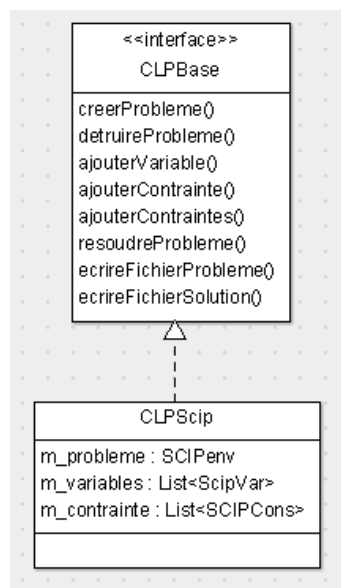 <<interface>>
CLPBase
creerProbleme()
detruireProbleme()
ajouterVariable()
ajouterContrainte()
ajouterContraintes()
resoudreProbleme()
ecrireFichierProbleme()
ecrireFichierSolution()
CLPScip
m_probleme : SCIPenv
m_variables : List<ScipVar>
m_contrainte : List<SCIPCons>